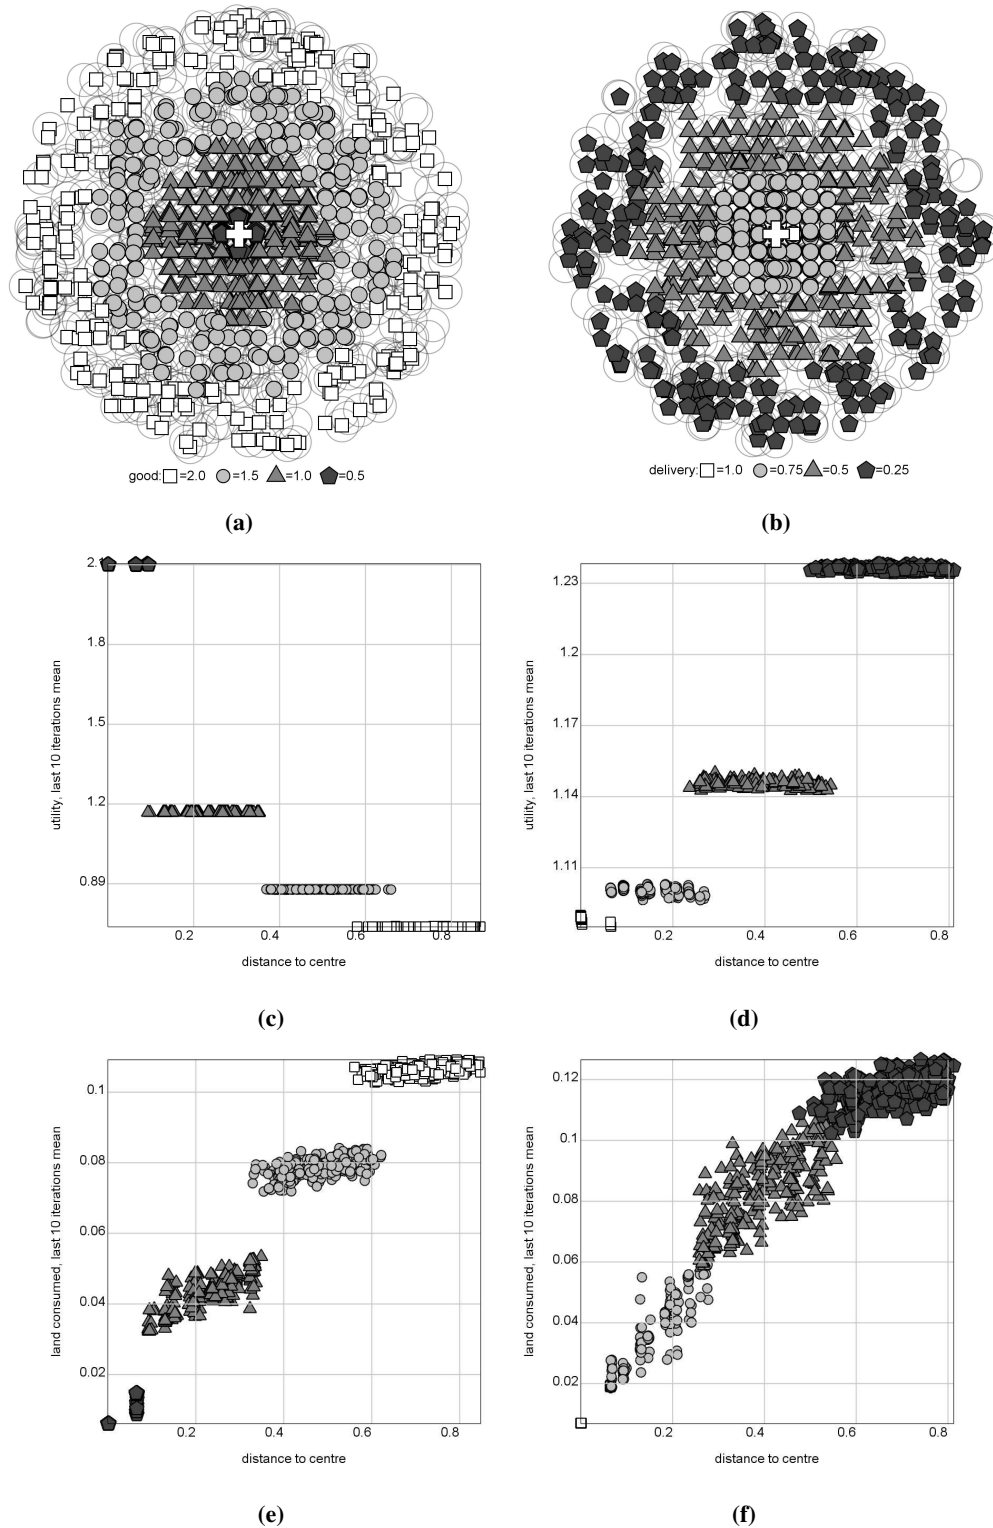 good: =2.0 =1.5 =1.0 =0.5
delivery: =1.0 =0.75 =0.5 =0.25
(a)
(b)
2.1
1.8
1.5
1.2
0.89
utility, last 10 iterations mean
0.2
0.4
0.6
0.8
distance to centre
1.23
1.2
1.17
1.14
1.11
utility, last 10 iterations mean
0.2
0.4
0.6
0.8
distance to centre
(c)
(d)
0.1
0.08
0.06
0.04
0.02
land consumed, last 10 iterations mean
0.2
0.4
0.6
0.8
distance to centre
0.12
0.1
0.08
0.06
0.04
0.02
land consumed, last 10 iterations mean
0.2
0.4
0.6
0.8
distance to centre
(e)
(f)